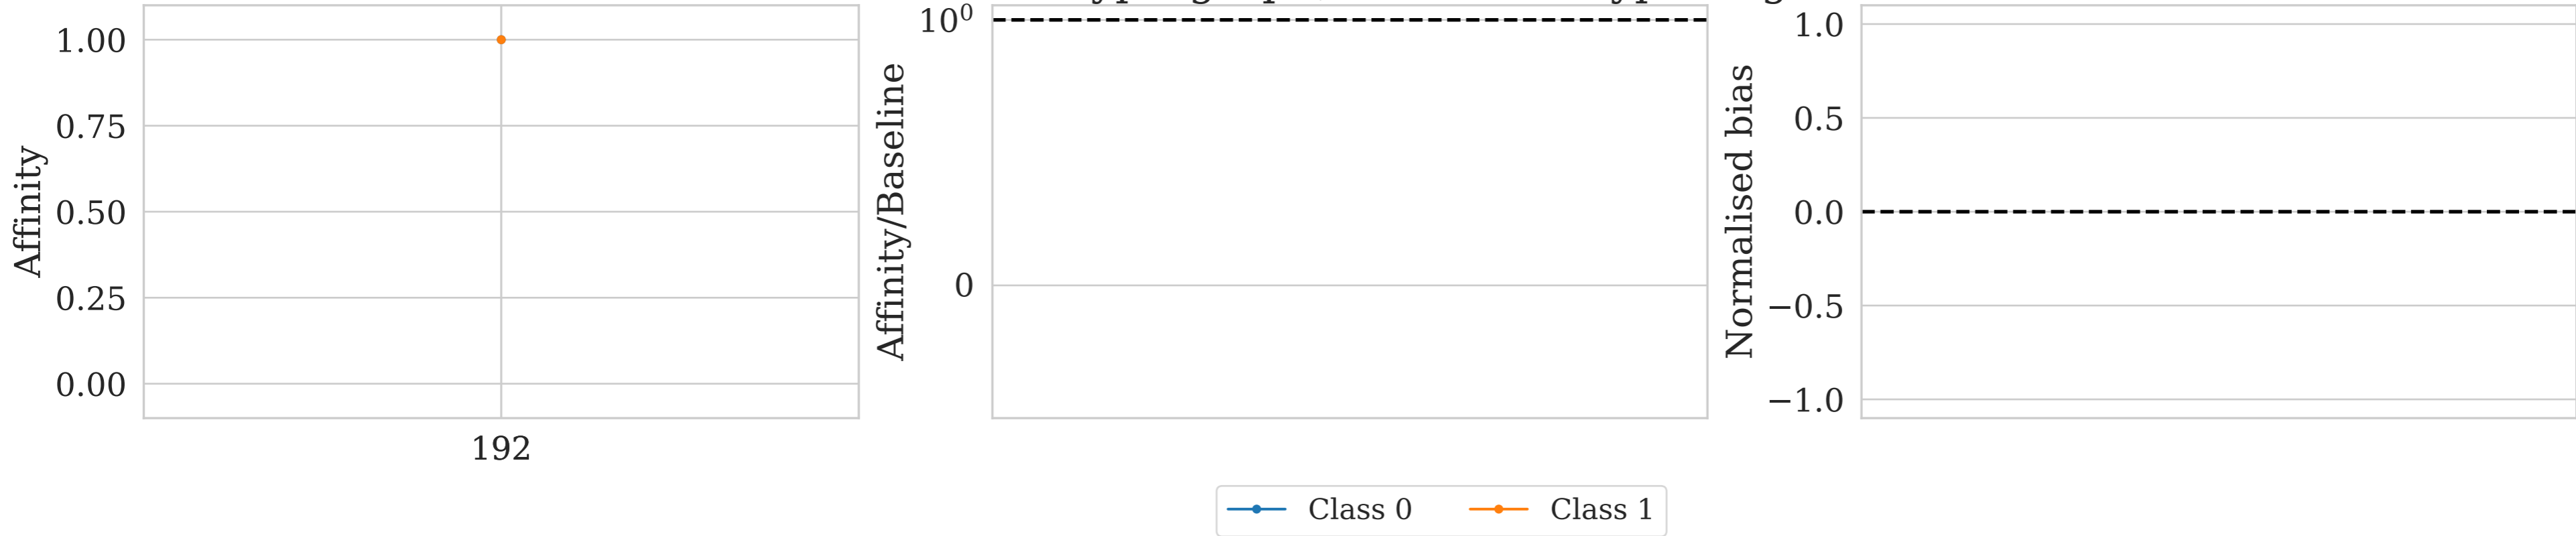 Affinity
1.00
0.75
0.50
0.25
0.00
192
Affinity/Baseline
10⁰
0
Normalised bias
1.0
0.5
0.0
−0.5
−1.0
Class 0
Class 1